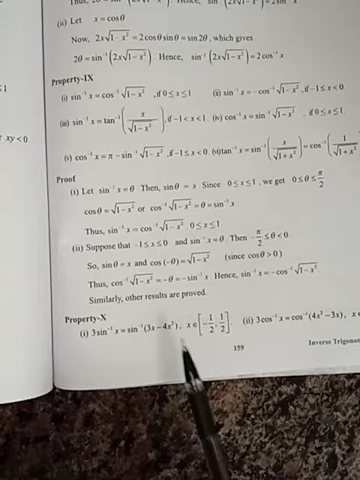 (ii) Let x = cosθ
Now, 2x√1−x² = 2cosθ sinθ = sin 2θ, which gives
2θ = sin⁻¹(2x√1−x²). Hence, sin⁻¹(2x√1−x²) = 2cos⁻¹ x
Property-IX
(i) sin⁻¹ x = cos⁻¹ √1−x² , if 0 ≤ x ≤ 1 (ii) sin⁻¹ x = −cos⁻¹ √1−x² , if −1 ≤ x < 0
(iii) sin⁻¹ x = tan⁻¹ (x/√1−x²), if −1 < x < 1. (iv) cos⁻¹ x = sin⁻¹ √1−x² , if 0 ≤ x ≤ 1.
(v) cos⁻¹ x = π − sin⁻¹ √1−x² , if −1 ≤ x < 0. (vi) tan⁻¹ x = sin⁻¹ (x/√1+x²) = cos⁻¹ (1/√1+x²)
xy < 0
Proof
(i) Let sin⁻¹ x = θ. Then, sinθ = x. Since 0 ≤ x ≤ 1, we get 0 ≤ θ ≤ π/2
cosθ = √1−x² or cos⁻¹ √1−x² = θ = sin⁻¹ x.
Thus, sin⁻¹ x = cos⁻¹ √1−x² , 0 ≤ x ≤ 1
(ii) Suppose that −1 ≤ x ≤ 0 and sin⁻¹ x = θ. Then −π/2 ≤ θ < 0.
So, sinθ = x and cos(−θ) = √1−x² (since cosθ > 0)
Thus, cos⁻¹ √1−x² = −θ = −sin⁻¹ x. Hence, sin⁻¹ x = −cos⁻¹ √1−x²
Similarly, other results are proved.
Property-X
(i) 3sin⁻¹ x = sin⁻¹(3x − 4x³), x ∈ [−1/2, 1/2]. (ii) 3cos⁻¹ x = cos⁻¹(4x³ − 3x),
159
Inverse